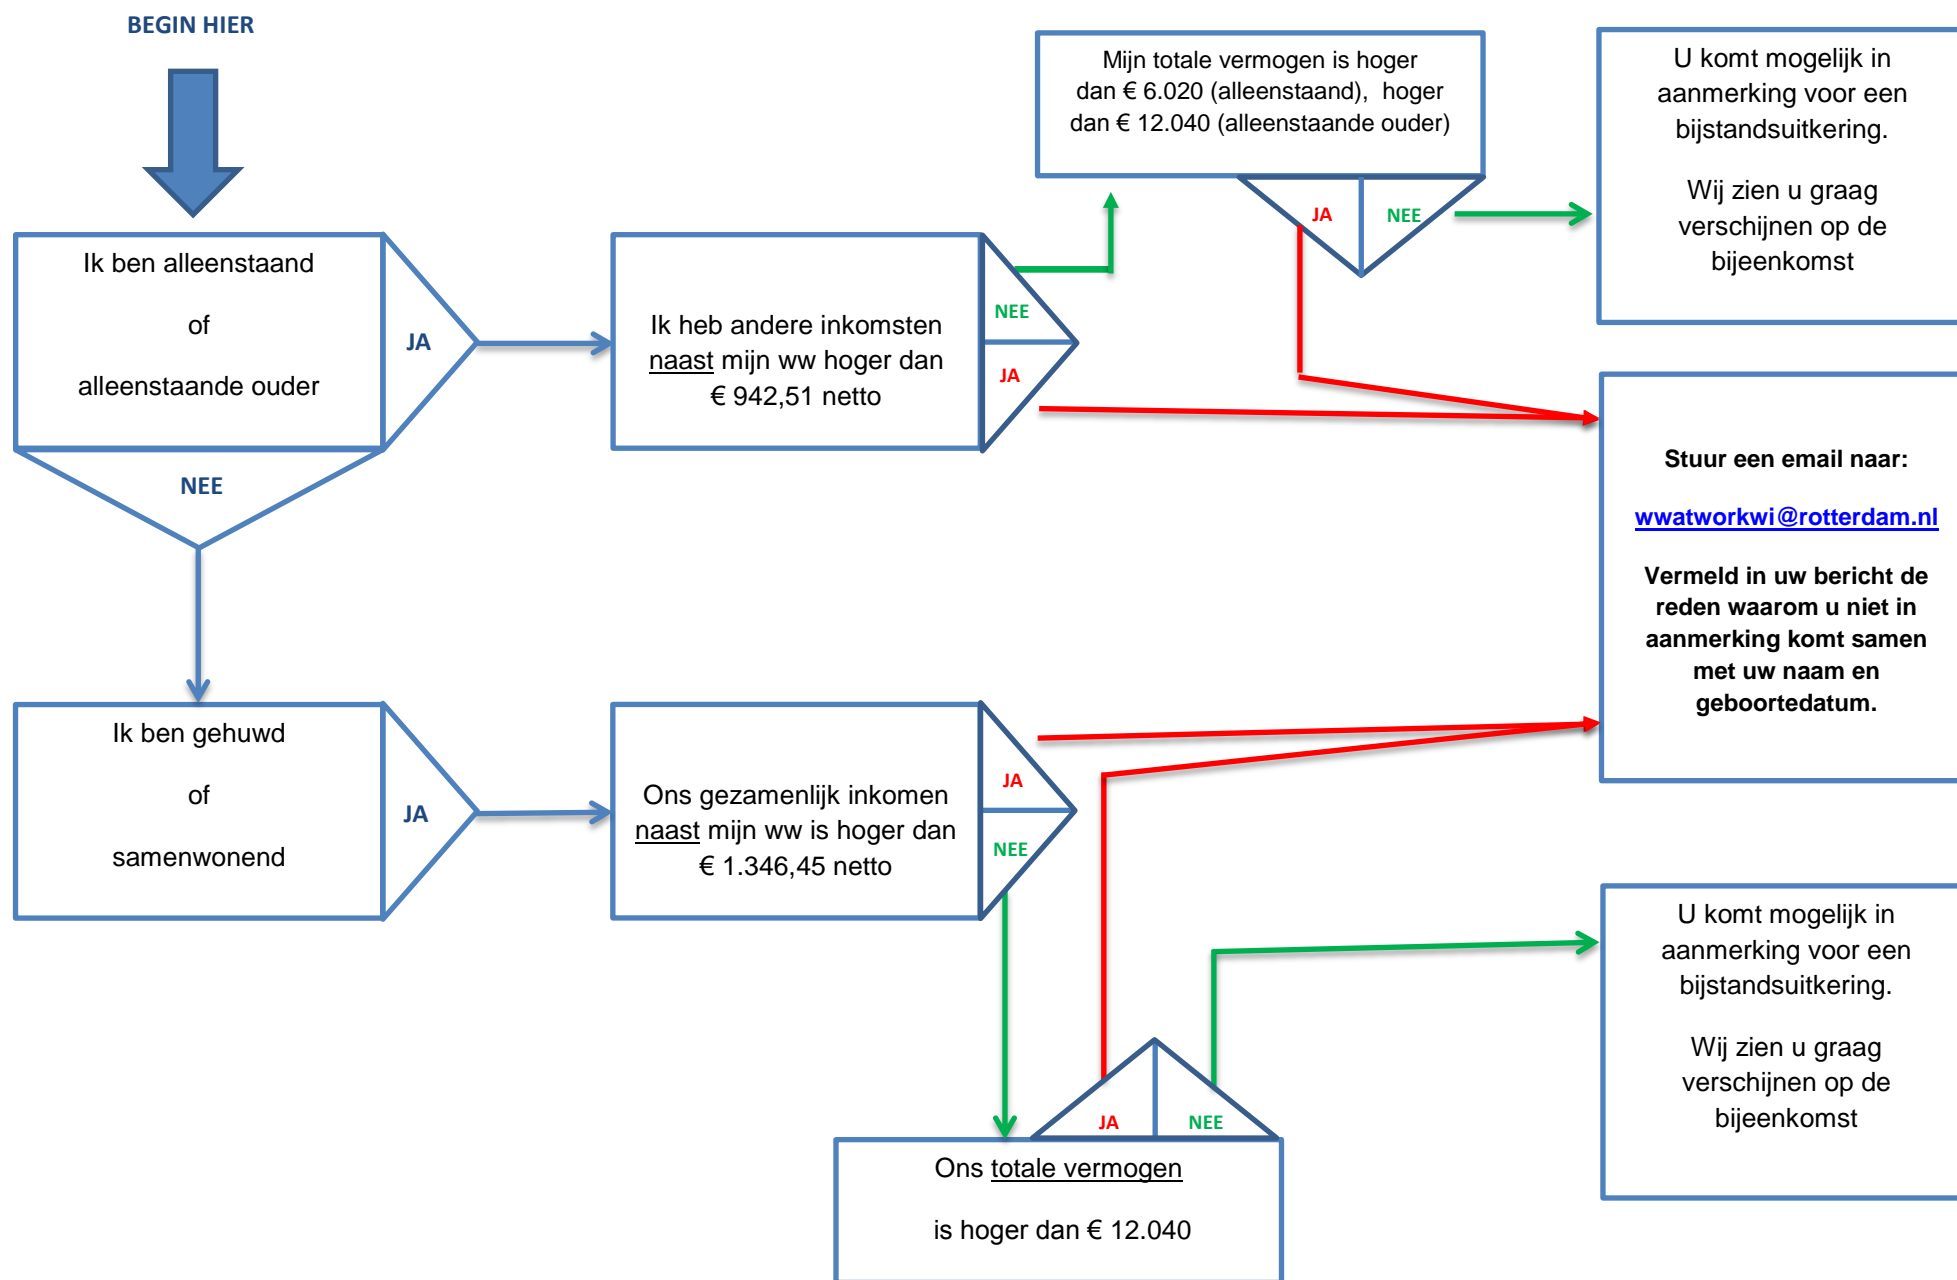 BEGIN HIER
Ik ben alleenstaand
of
alleenstaande ouder
JA
NEE
Ik heb andere inkomsten
naast mijn ww hoger dan
€ 942,51 netto
NEE
JA
Mijn totale vermogen is hoger
dan € 6.020 (alleenstaand), hoger
dan € 12.040 (alleenstaande ouder)
JA
NEE
U komt mogelijk in
aanmerking voor een
bijstandsuitkering.
Wij zien u graag
verschijnen op de
bijeenkomst
Stuur een email naar:
wwatworkwi@rotterdam.nl
Vermeld in uw bericht de
reden waarom u niet in
aanmerking komt samen
met uw naam en
geboortedatum.
Ik ben gehuwd
of
samenwonend
JA
Ons gezamenlijk inkomen
naast mijn ww is hoger dan
€ 1.346,45 netto
JA
NEE
JA
NEE
Ons totale vermogen
is hoger dan € 12.040
U komt mogelijk in
aanmerking voor een
bijstandsuitkering.
Wij zien u graag
verschijnen op de
bijeenkomst